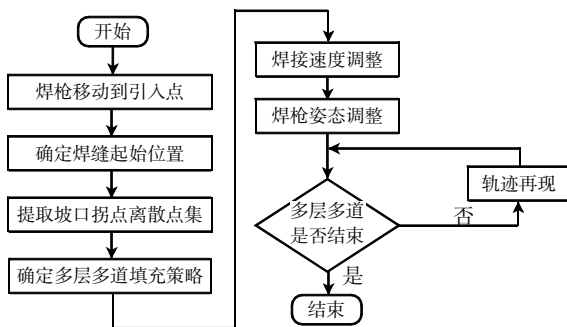 开始
焊枪移动到引入点
确定焊缝起始位置
提取坡口拐点离散点集
确定多层多道填充策略
焊接速度调整
焊枪姿态调整
多层多道
是否结束
否
轨迹再现
是
结束